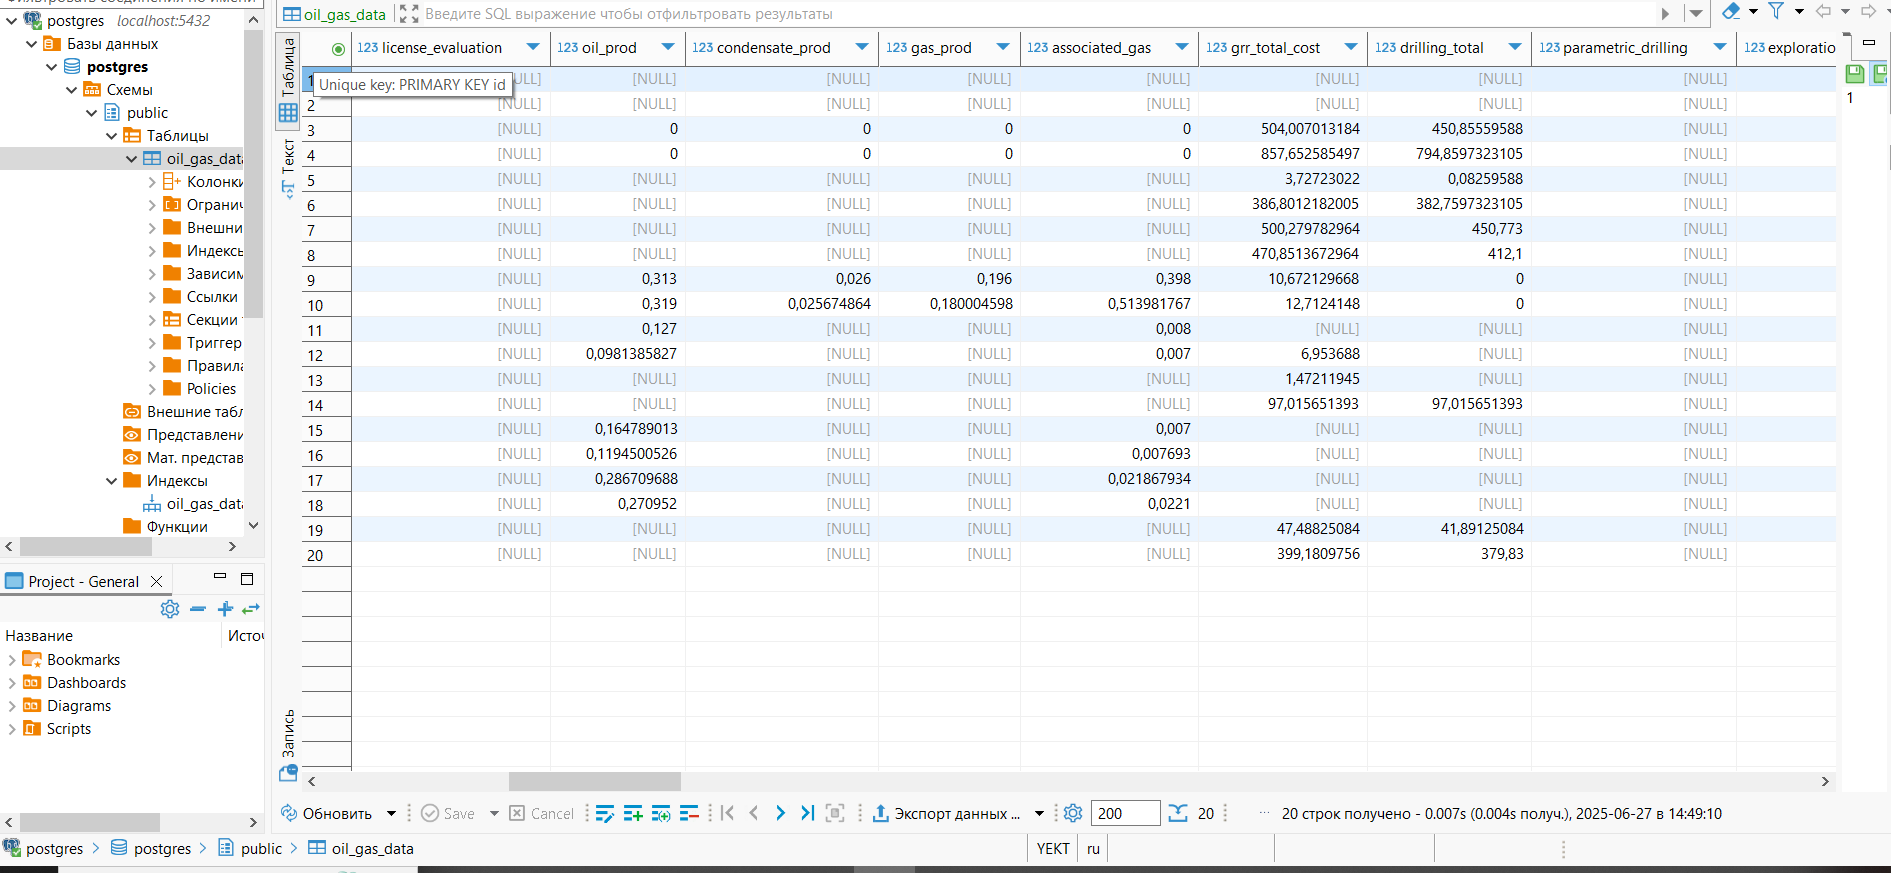 postgres localhost:5432
Базы данных
postgres
Схемы
public
Таблицы
oil_gas_data
Колонки
Огранич
Внешни
Индексы
Зависим
Ссылки
Секции
Триггер
Правила
Policies
Внешние табл
Представлени
Мат. представ
Индексы
oil_gas_data
Функции
Project - General
Название Источ
Bookmarks
Dashboards
Diagrams
Scripts
oil_gas_data Введите SQL выражение чтобы отфильтровать результаты
Таблица
Текст
Запись
123 license_evaluation 123 oil_prod 123 condensate_prod 123 gas_prod 123 associated_gas 123 grr_total_cost 123 drilling_total 123 parametric_drilling 123 exploratio
Unique key: PRIMARY KEY id
1 [NULL] [NULL] [NULL] [NULL] [NULL] [NULL] [NULL] [NULL]
2 [NULL] [NULL] [NULL] [NULL] [NULL] [NULL] [NULL] [NULL]
3 [NULL] 0 0 0 0 504,007013184 450,85559588 [NULL]
4 [NULL] 0 0 0 0 857,652585497 794,8597323105 [NULL]
5 [NULL] [NULL] [NULL] [NULL] [NULL] 3,72723022 0,08259588 [NULL]
6 [NULL] [NULL] [NULL] [NULL] [NULL] 386,8012182005 382,7597323105 [NULL]
7 [NULL] [NULL] [NULL] [NULL] [NULL] 500,279782964 450,773 [NULL]
8 [NULL] [NULL] [NULL] [NULL] [NULL] 470,8513672964 412,1 [NULL]
9 [NULL] 0,313 0,026 0,196 0,398 10,672129668 0 [NULL]
10 [NULL] 0,319 0,025674864 0,180004598 0,513981767 12,7124148 0 [NULL]
11 [NULL] 0,127 [NULL] [NULL] 0,008 [NULL] [NULL] [NULL]
12 [NULL] 0,0981385827 [NULL] [NULL] 0,007 6,953688 [NULL] [NULL]
13 [NULL] [NULL] [NULL] [NULL] [NULL] 1,47211945 [NULL] [NULL]
14 [NULL] [NULL] [NULL] [NULL] [NULL] 97,015651393 97,015651393 [NULL]
15 [NULL] 0,164789013 [NULL] [NULL] 0,007 [NULL] [NULL] [NULL]
16 [NULL] 0,1194500526 [NULL] [NULL] 0,007693 [NULL] [NULL] [NULL]
17 [NULL] 0,286709688 [NULL] [NULL] 0,021867934 [NULL] [NULL] [NULL]
18 [NULL] 0,270952 [NULL] [NULL] 0,0221 [NULL] [NULL] [NULL]
19 [NULL] [NULL] [NULL] [NULL] [NULL] 47,48825084 41,89125084 [NULL]
20 [NULL] [NULL] [NULL] [NULL] [NULL] 399,1809756 379,83 [NULL]
1
Обновить Save Cancel Экспорт данных ... 200 20 ... 20 строк получено - 0.007s (0.004s получ.), 2025-06-27 в 14:49:10
postgres postgres public oil_gas_data YEKT ru